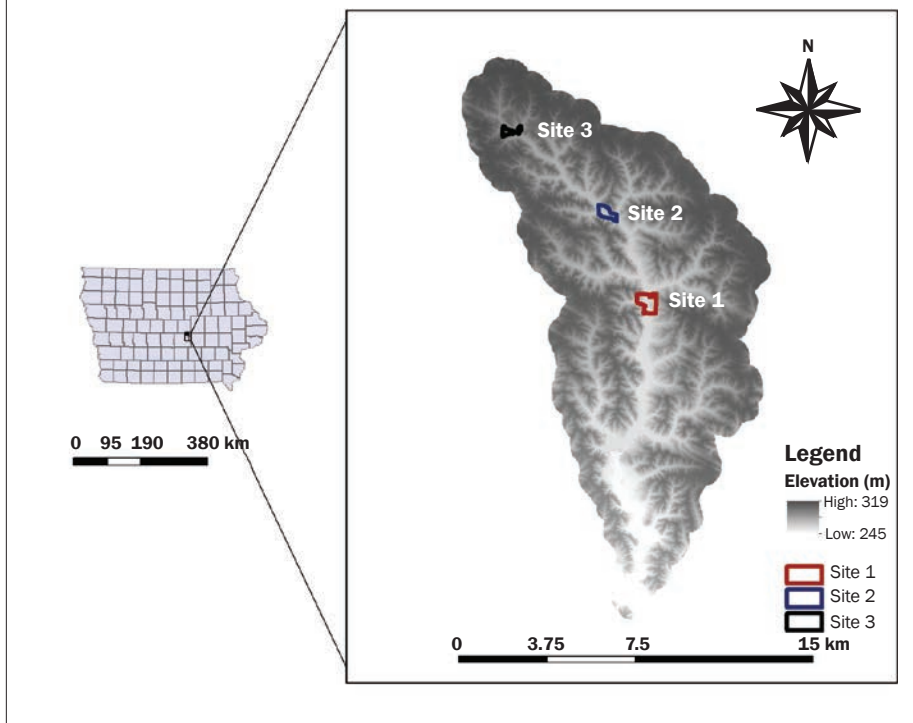 N
Site 3
Site 2
Site 1
0 95 190 380 km
Legend
Elevation (m)
High: 319
Low: 245
Site 1
Site 2
Site 3
0 3.75 7.5 15 km